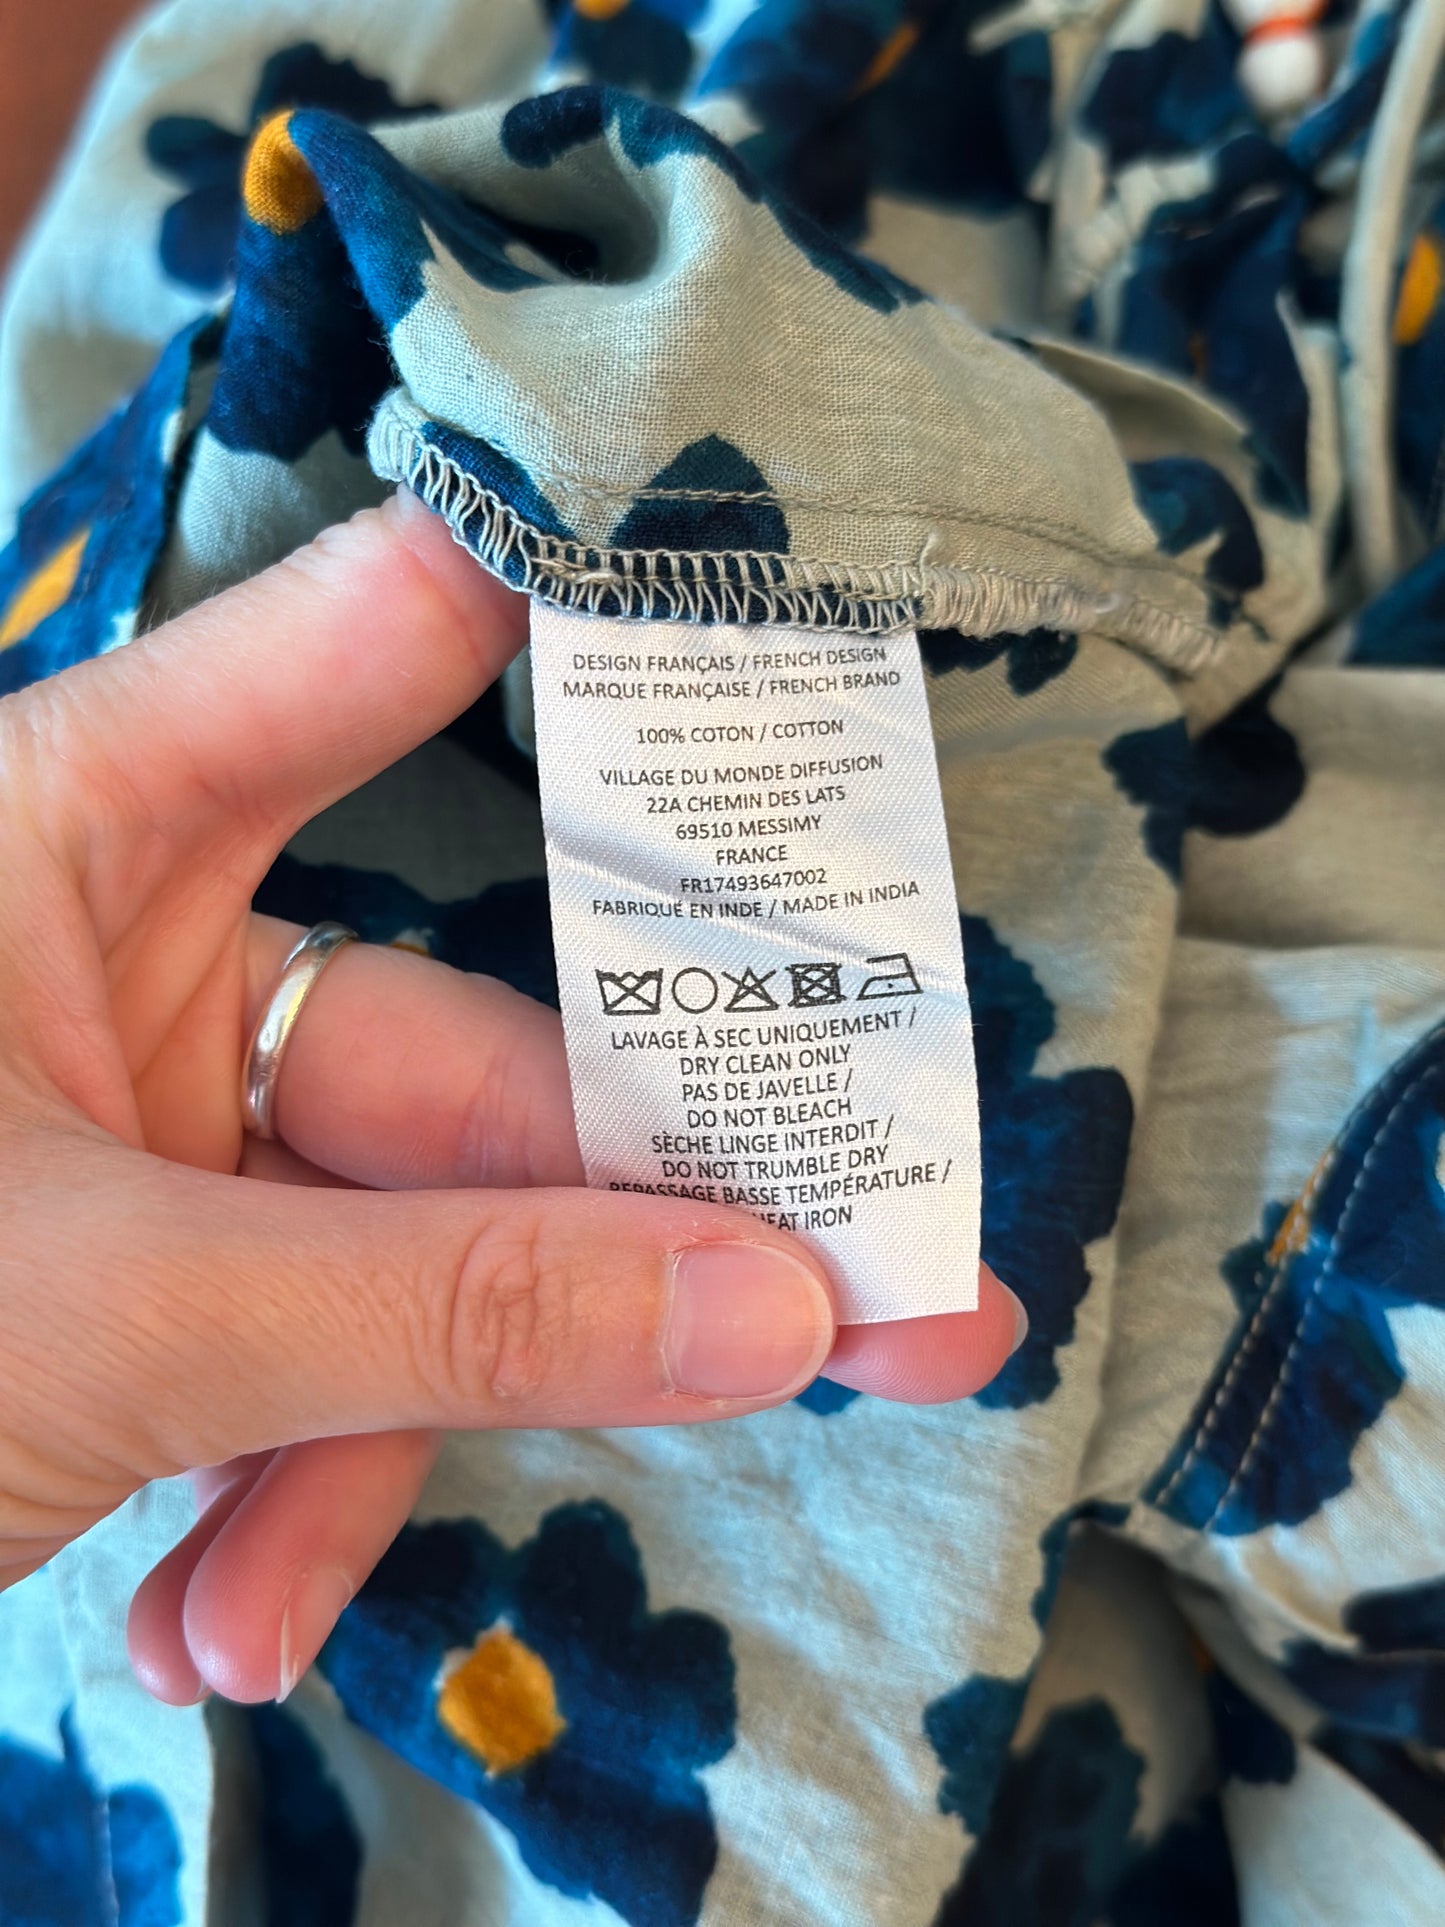 DESIGN FRANÇAIS / FRENCH DESIGN
MARQUE FRANÇAISE / FRENCH BRAND
100% COTON / COTTON
VILLAGE DU MONDE DIFFUSION
22A CHEMIN DES LATS
69510 MESSIMY
FRANCE
FR17493647002
FABRIQUÉ EN INDE / MADE IN INDIA
LAVAGE À SEC UNIQUEMENT /
DRY CLEAN ONLY
PAS DE JAVELLE /
DO NOT BLEACH
SÈCHE LINGE INTERDIT /
DO NOT TRUMBLE DRY
REPASSAGE BASSE TEMPÉRATURE /
HEAT IRON